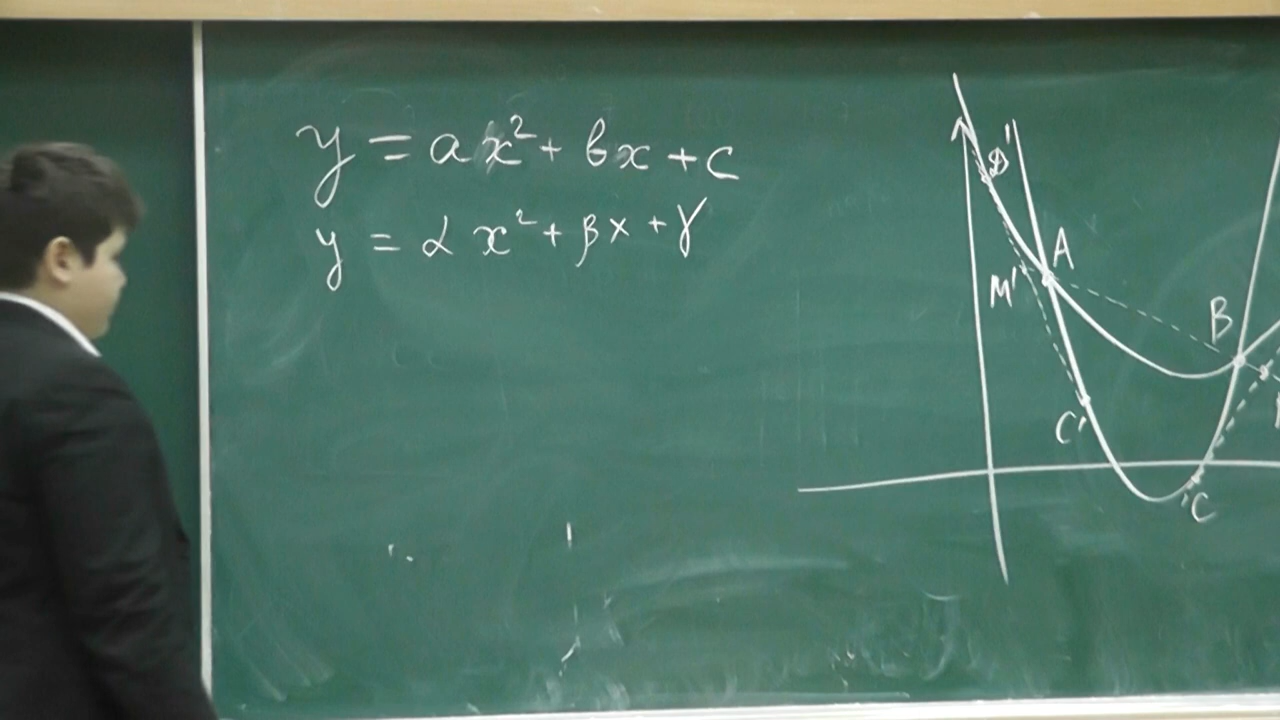 y = ax² + bx + c
y = αx² + βx + γ
D'
A
M'
B
C'
C